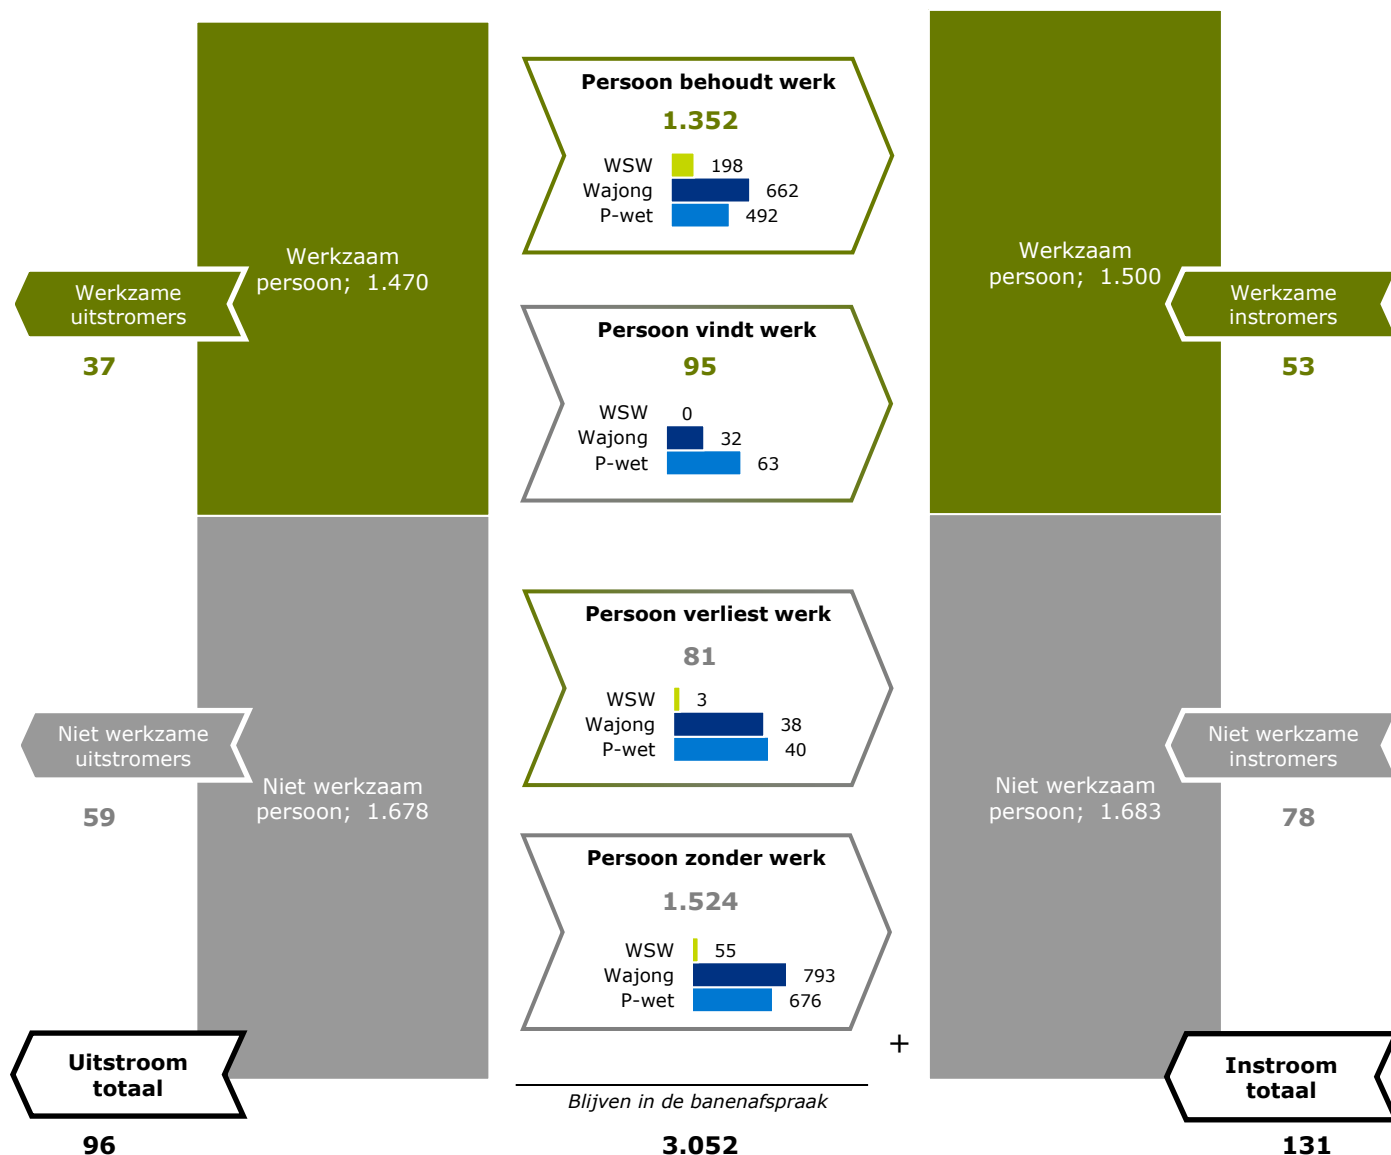 Werkzaam
persoon;  1.470
Werkzame
uitstromers
37
Niet werkzaam
persoon;  1.678
Niet werkzame
uitstromers
59
Uitstroom
totaal
96
Persoon behoudt werk
1.352
WSW 198
Wajong 662
P-wet 492
Persoon vindt werk
95
WSW 0
Wajong 32
P-wet 63
Persoon verliest werk
81
WSW 3
Wajong 38
P-wet 40
Persoon zonder werk
1.524
WSW 55
Wajong 793
P-wet 676
+
Blijven in de banenafspraak
3.052
Werkzaam
persoon;  1.500
Werkzame
instromers
53
Niet werkzaam
persoon;  1.683
Niet werkzame
instromers
78
Instroom
totaal
131